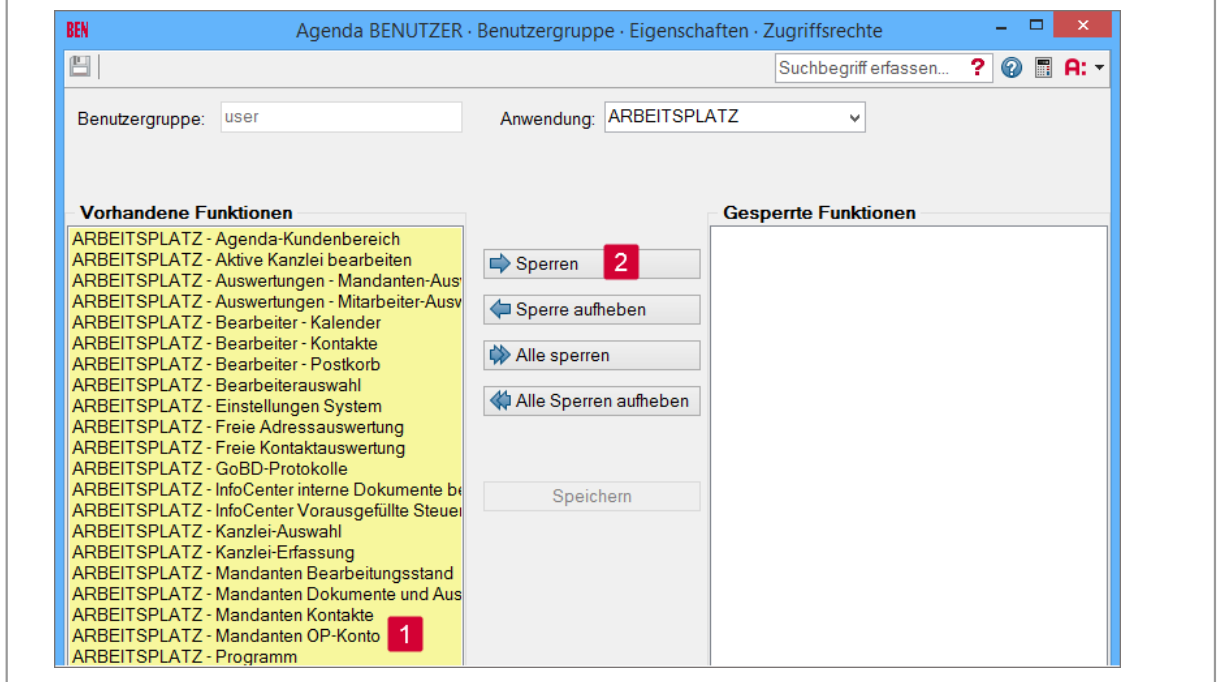 BEN Agenda BENUTZER · Benutzergruppe · Eigenschaften · Zugriffsrechte
Suchbegriff erfassen... ? ? A:
Benutzergruppe: user Anwendung: ARBEITSPLATZ
Vorhandene Funktionen
ARBEITSPLATZ - Agenda-Kundenbereich
ARBEITSPLATZ - Aktive Kanzlei bearbeiten
ARBEITSPLATZ - Auswertungen - Mandanten-Aus
ARBEITSPLATZ - Auswertungen - Mitarbeiter-Ausw
ARBEITSPLATZ - Bearbeiter - Kalender
ARBEITSPLATZ - Bearbeiter - Kontakte
ARBEITSPLATZ - Bearbeiter - Postkorb
ARBEITSPLATZ - Bearbeiterauswahl
ARBEITSPLATZ - Einstellungen System
ARBEITSPLATZ - Freie Adressauswertung
ARBEITSPLATZ - Freie Kontaktauswertung
ARBEITSPLATZ - GoBD-Protokolle
ARBEITSPLATZ - InfoCenter interne Dokumente be
ARBEITSPLATZ - InfoCenter Vorausgefüllte Steuer
ARBEITSPLATZ - Kanzlei-Auswahl
ARBEITSPLATZ - Kanzlei-Erfassung
ARBEITSPLATZ - Mandanten Bearbeitungsstand
ARBEITSPLATZ - Mandanten Dokumente und Aus
ARBEITSPLATZ - Mandanten Kontakte
ARBEITSPLATZ - Mandanten OP-Konto 1
ARBEITSPLATZ - Programm
Sperren 2
Sperre aufheben
Alle sperren
Alle Sperren aufheben
Speichern
Gesperrte Funktionen